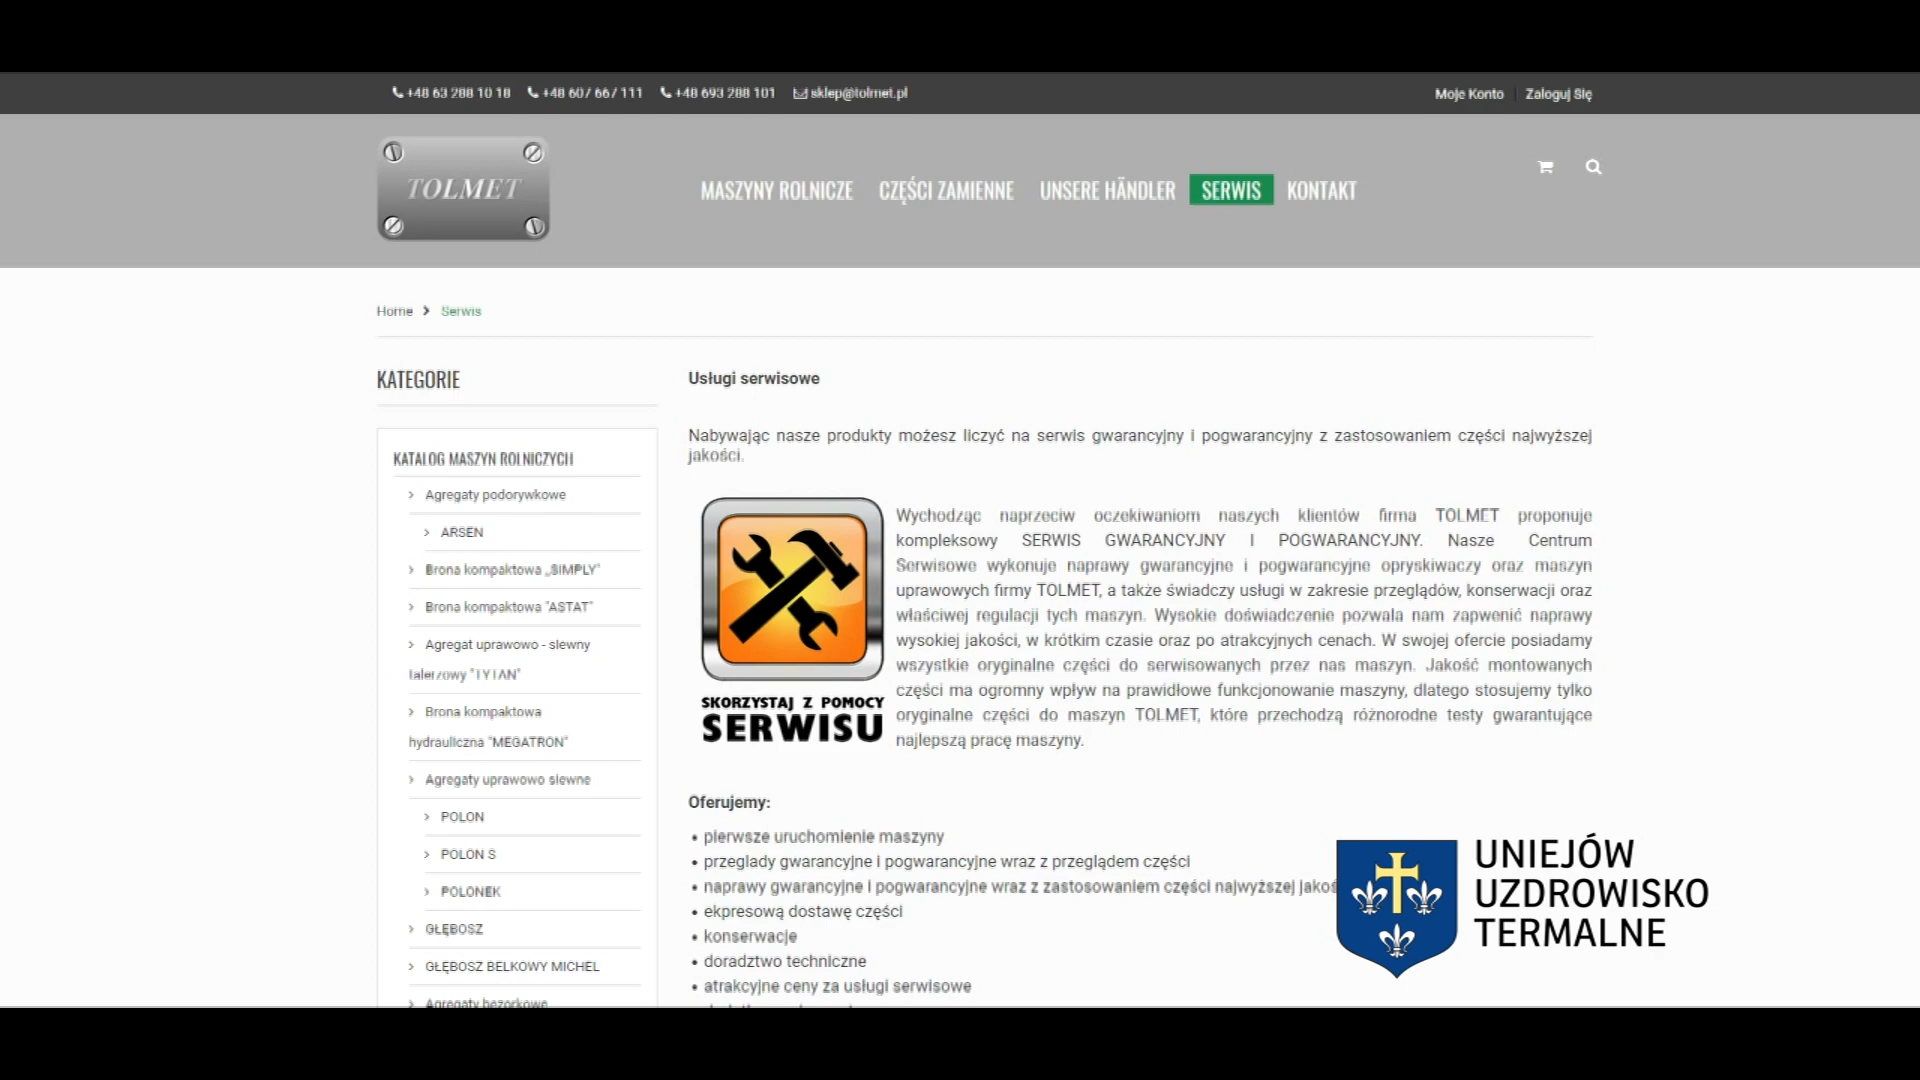 +48 63 288 10 18 +48 607 667 111 +48 693 288 101 sklep@tolmet.pl
Moje Konto Zaloguj Się
TOLMET
MASZYNY ROLNICZE CZĘŚCI ZAMIENNE UNSERE HÄNDLER SERWIS KONTAKT
Home > Serwis
KATEGORIE
KATALOG MASZYN ROLNICZYCH
Agregaty podorywkowe
ARSEN
Brona kompaktowa „SIMPLY"
Brona kompaktowa "ASTAT"
Agregat uprawowo - siewny
talerzowy "TYTAN"
Brona kompaktowa
hydrauliczna "MEGATRON"
Agregaty uprawowo siewne
POLON
POLON S
POLONEK
GŁĘBOSZ
GŁĘBOSZ BELKOWY MICHEL
Agregaty bezorkowe
Usługi serwisowe
Nabywając nasze produkty możesz liczyć na serwis gwarancyjny i pogwarancyjny z zastosowaniem części najwyższej
jakości.
SKORZYSTAJ Z POMOCY
SERWISU
Wychodząc naprzeciw oczekiwaniom naszych klientów firma TOLMET proponuje
kompleksowy SERWIS GWARANCYJNY I POGWARANCYJNY. Nasze Centrum
Serwisowe wykonuje naprawy gwarancyjne i pogwarancyjne opryskiwaczy oraz maszyn
uprawowych firmy TOLMET, a także świadczy usługi w zakresie przeglądów, konserwacji oraz
właściwej regulacji tych maszyn. Wysokie doświadczenie pozwala nam zapwenić naprawy
wysokiej jakości, w krótkim czasie oraz po atrakcyjnych cenach. W swojej ofercie posiadamy
wszystkie oryginalne części do serwisowanych przez nas maszyn. Jakość montowanych
części ma ogromny wpływ na prawidłowe funkcjonowanie maszyny, dlatego stosujemy tylko
oryginalne części do maszyn TOLMET, które przechodzą różnorodne testy gwarantujące
najlepszą pracę maszyny.
Oferujemy:
• pierwsze uruchomienie maszyny
• przeglady gwarancyjne i pogwarancyjne wraz z przeglądem części
• naprawy gwarancyjne i pogwarancyjne wraz z zastosowaniem części najwyższej
• ekpresową dostawę części
• konserwacje
• doradztwo techniczne
• atrakcyjne ceny za usługi serwisowe
UNIEJÓW
UZDROWISKO
TERMALNE